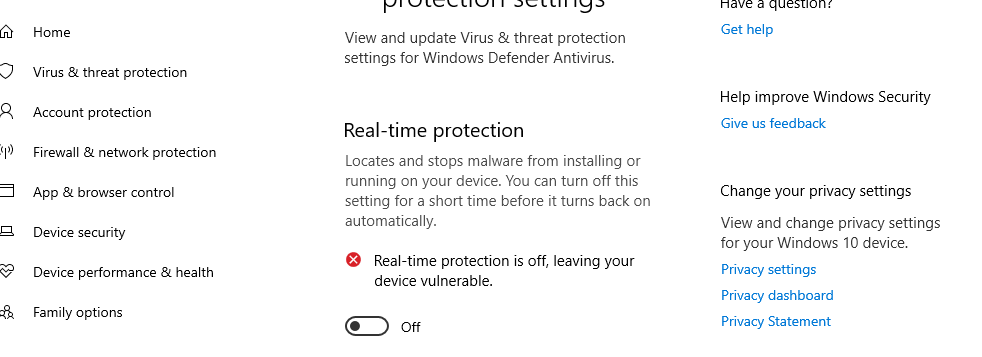 Home
Virus & threat protection
Account protection
Firewall & network protection
App & browser control
Device security
Device performance & health
Family options
protection settings
View and update Virus & threat protection
settings for Windows Defender Antivirus.
Real-time protection
Locates and stops malware from installing or
running on your device. You can turn off this
setting for a short time before it turns back on
automatically.
Real-time protection is off, leaving your
device vulnerable.
Off
Have a question?
Get help
Help improve Windows Security
Give us feedback
Change your privacy settings
View and change privacy settings
for your Windows 10 device.
Privacy settings
Privacy dashboard
Privacy Statement